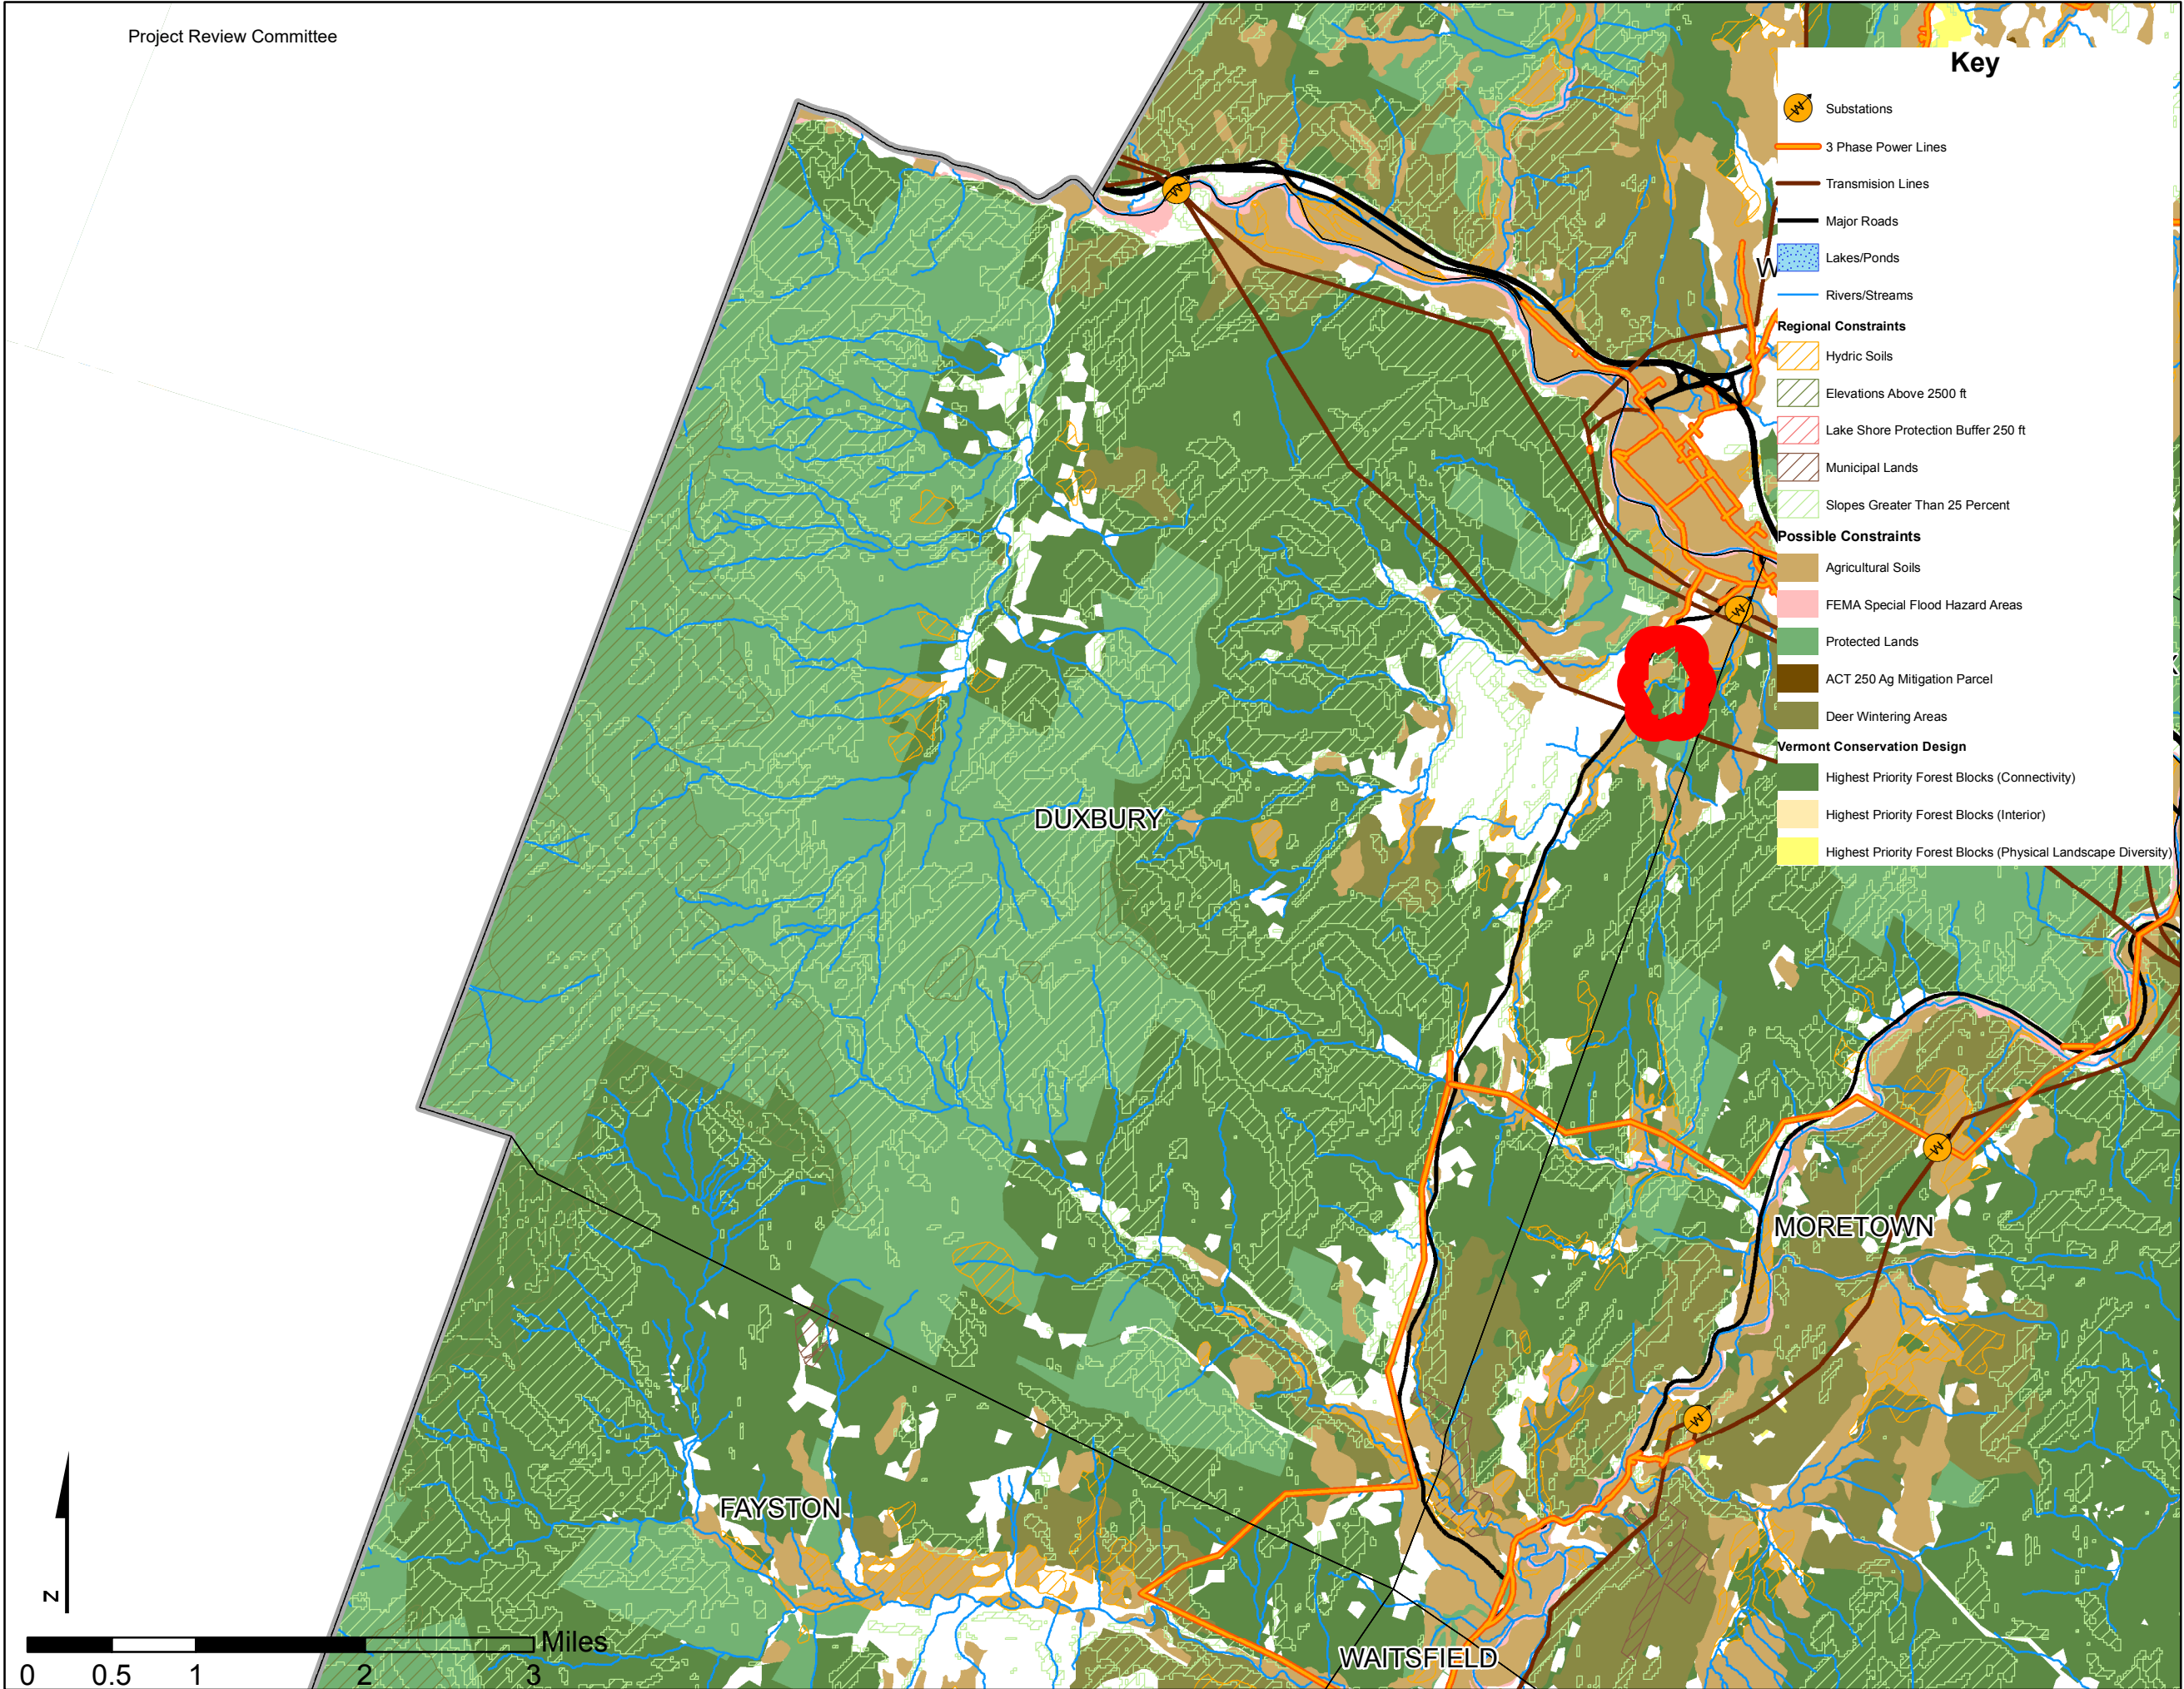 Project Review Committee
Key
Substations
3 Phase Power Lines
Transmision Lines
Major Roads
Lakes/Ponds
Rivers/Streams
Regional Constraints
Hydric Soils
Elevations Above 2500 ft
Lake Shore Protection Buffer 250 ft
Municipal Lands
Slopes Greater Than 25 Percent
Possible Constraints
Agricultural Soils
FEMA Special Flood Hazard Areas
Protected Lands
ACT 250 Ag Mitigation Parcel
Deer Wintering Areas
Vermont Conservation Design
Highest Priority Forest Blocks (Connectivity)
Highest Priority Forest Blocks (Interior)
Highest Priority Forest Blocks (Physical Landscape Diversity)
W
DUXBURY
MORETOWN
FAYSTON
WAITSFIELD
N
Miles
0 0.5 1 2 3